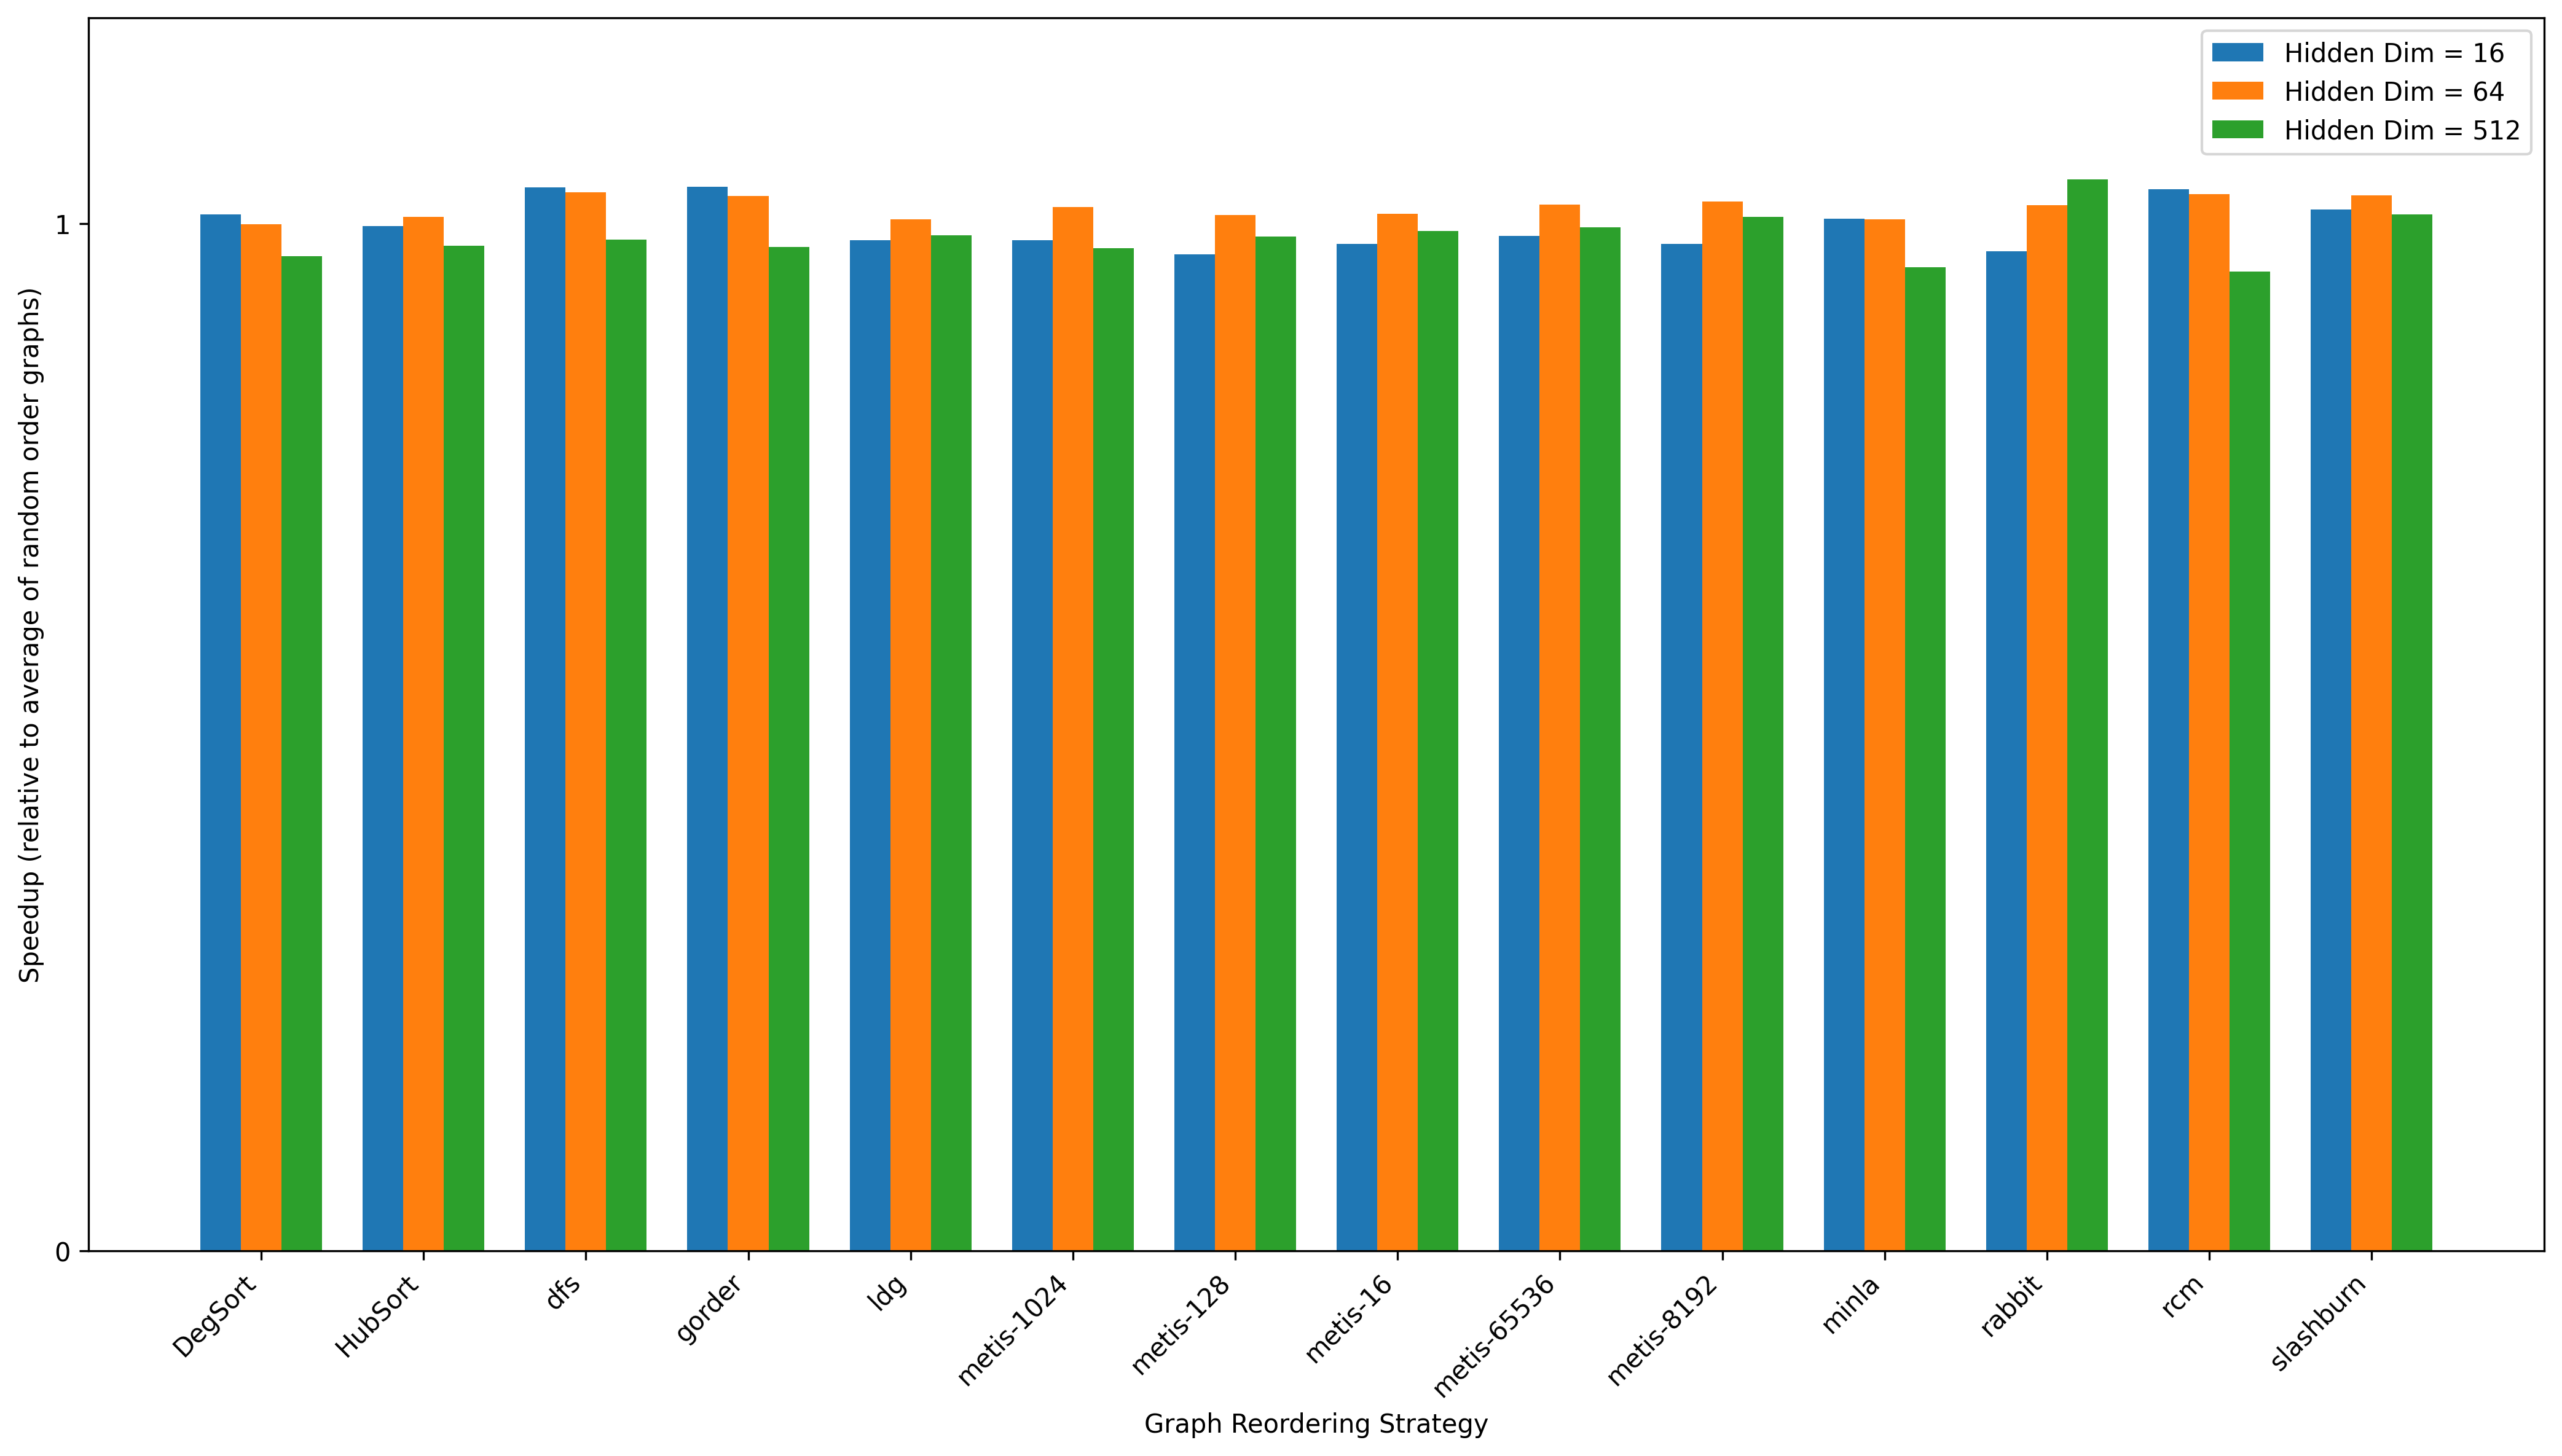 Hidden Dim = 16
Hidden Dim = 64
Hidden Dim = 512
1
0
Speedup (relative to average of random order graphs)
DegSort
HubSort
dfs
gorder
ldg
metis-1024
metis-128
metis-16
metis-65536
metis-8192
minla
rabbit
rcm
slashburn
Graph Reordering Strategy